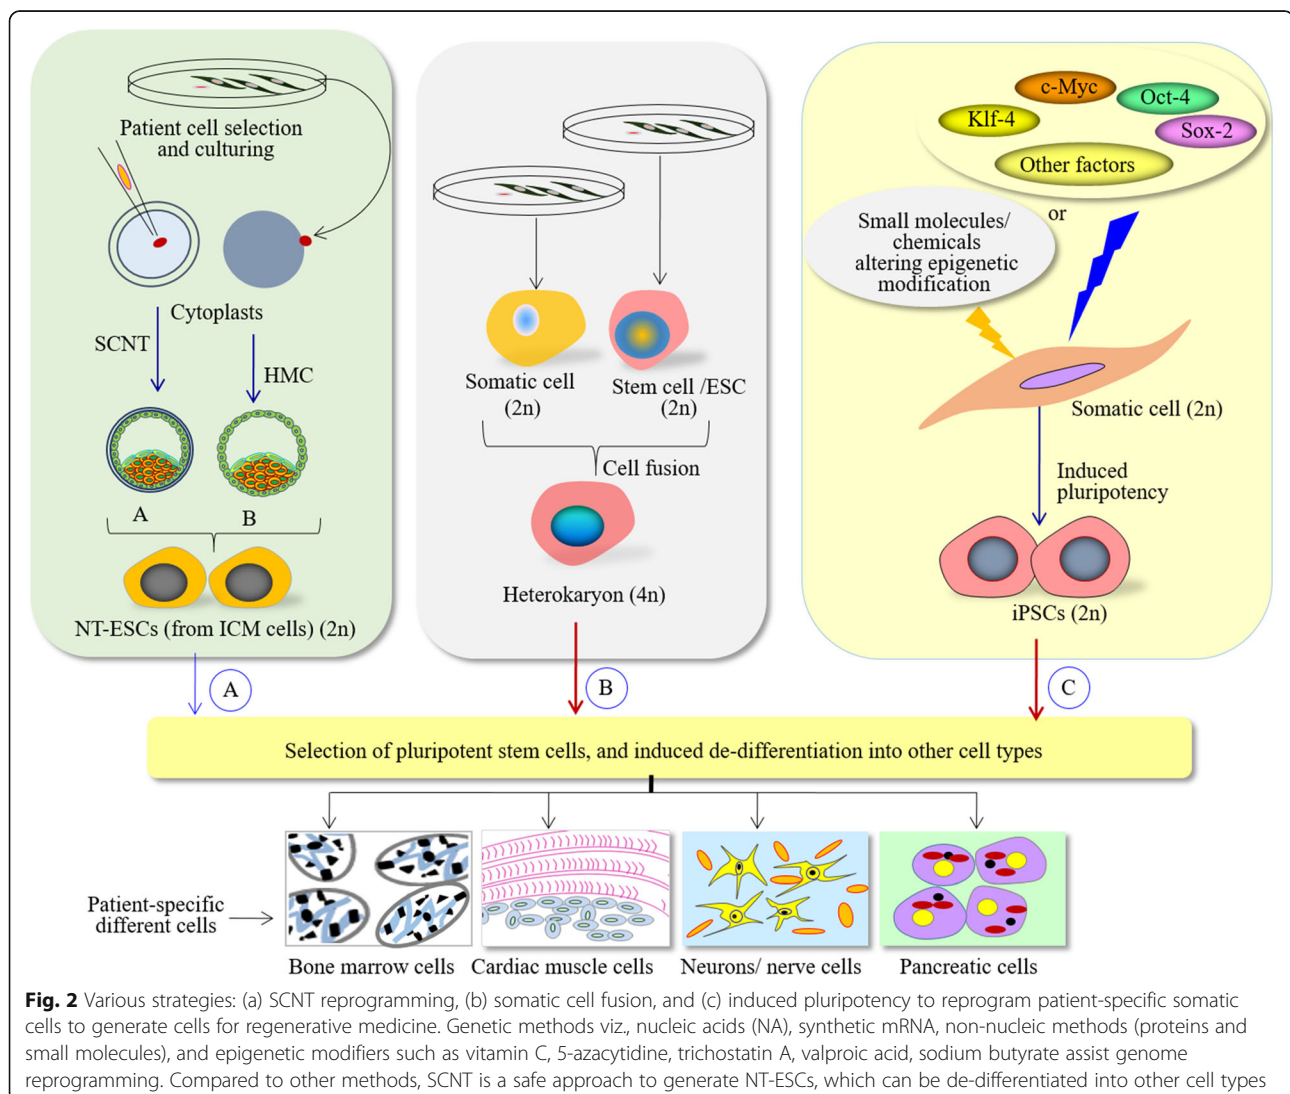 Patient cell selection
and culturing
Cytoplasts
SCNT
HMC
A
B
NT-ESCs (from ICM cells) (2n)
Somatic cell
(2n)
Stem cell /ESC
(2n)
Cell fusion
Heterokaryon (4n)
c-Myc
Oct-4
Klf-4
Sox-2
Other factors
or
Small molecules/
chemicals
altering epigenetic
modification
Somatic cell (2n)
Induced
pluripotency
iPSCs (2n)
A
B
C
Selection of pluripotent stem cells, and induced de-differentiation into other cell types
Patient-specific
different cells
Bone marrow cells
Cardiac muscle cells
Neurons/ nerve cells
Pancreatic cells
Fig. 2 Various strategies: (a) SCNT reprogramming, (b) somatic cell fusion, and (c) induced pluripotency to reprogram patient-specific somatic
cells to generate cells for regenerative medicine. Genetic methods viz., nucleic acids (NA), synthetic mRNA, non-nucleic methods (proteins and
small molecules), and epigenetic modifiers such as vitamin C, 5-azacytidine, trichostatin A, valproic acid, sodium butyrate assist genome
reprogramming. Compared to other methods, SCNT is a safe approach to generate NT-ESCs, which can be de-differentiated into other cell types